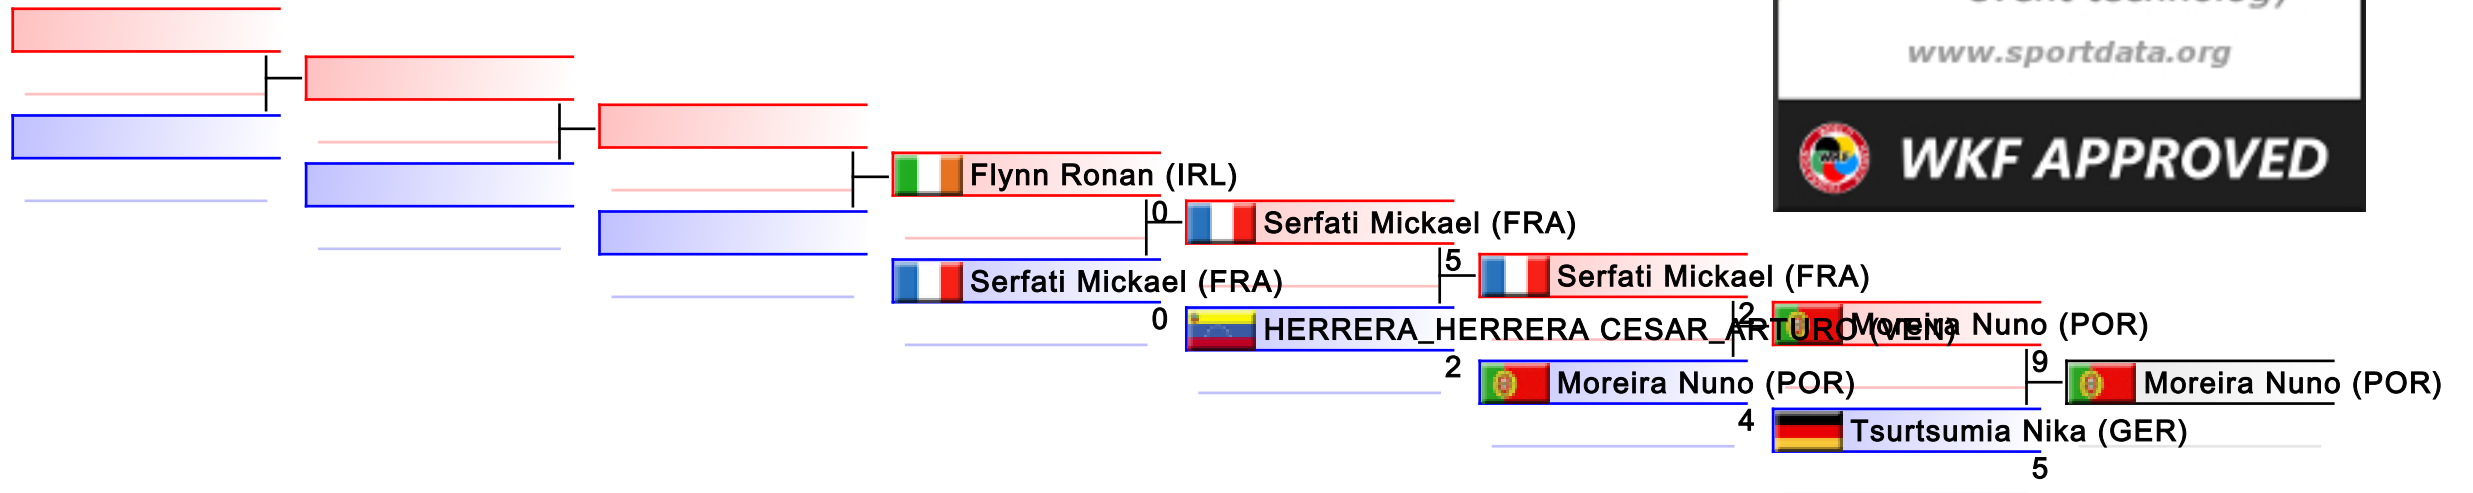 event technology
www.sportdata.org
WKF APPROVED
Flynn Ronan (IRL)
0
Serfati Mickael (FRA)
0
Serfati Mickael (FRA)
5
HERRERA_HERRERA CESAR_ARTURO (VEN)
2
Serfati Mickael (FRA)
2
Moreira Nuno (POR)
4
Moreira Nuno (POR)
9
Tsurtsumia Nika (GER)
5
Moreira Nuno (POR)